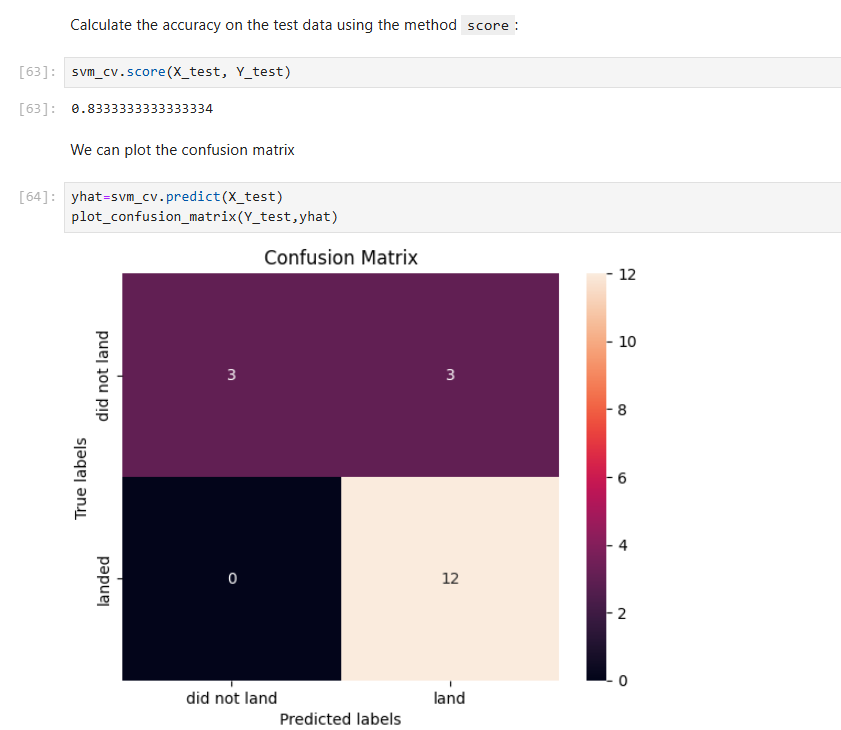 Calculate the accuracy on the test data using the method score :
[63]: svm_cv.score(X_test, Y_test)
[63]: 0.8333333333333334
We can plot the confusion matrix
[64]: yhat=svm_cv.predict(X_test)
plot_confusion_matrix(Y_test,yhat)
Confusion Matrix
True labels
did not land
landed
3
3
0
12
did not land
land
Predicted labels
12
10
8
6
4
2
0